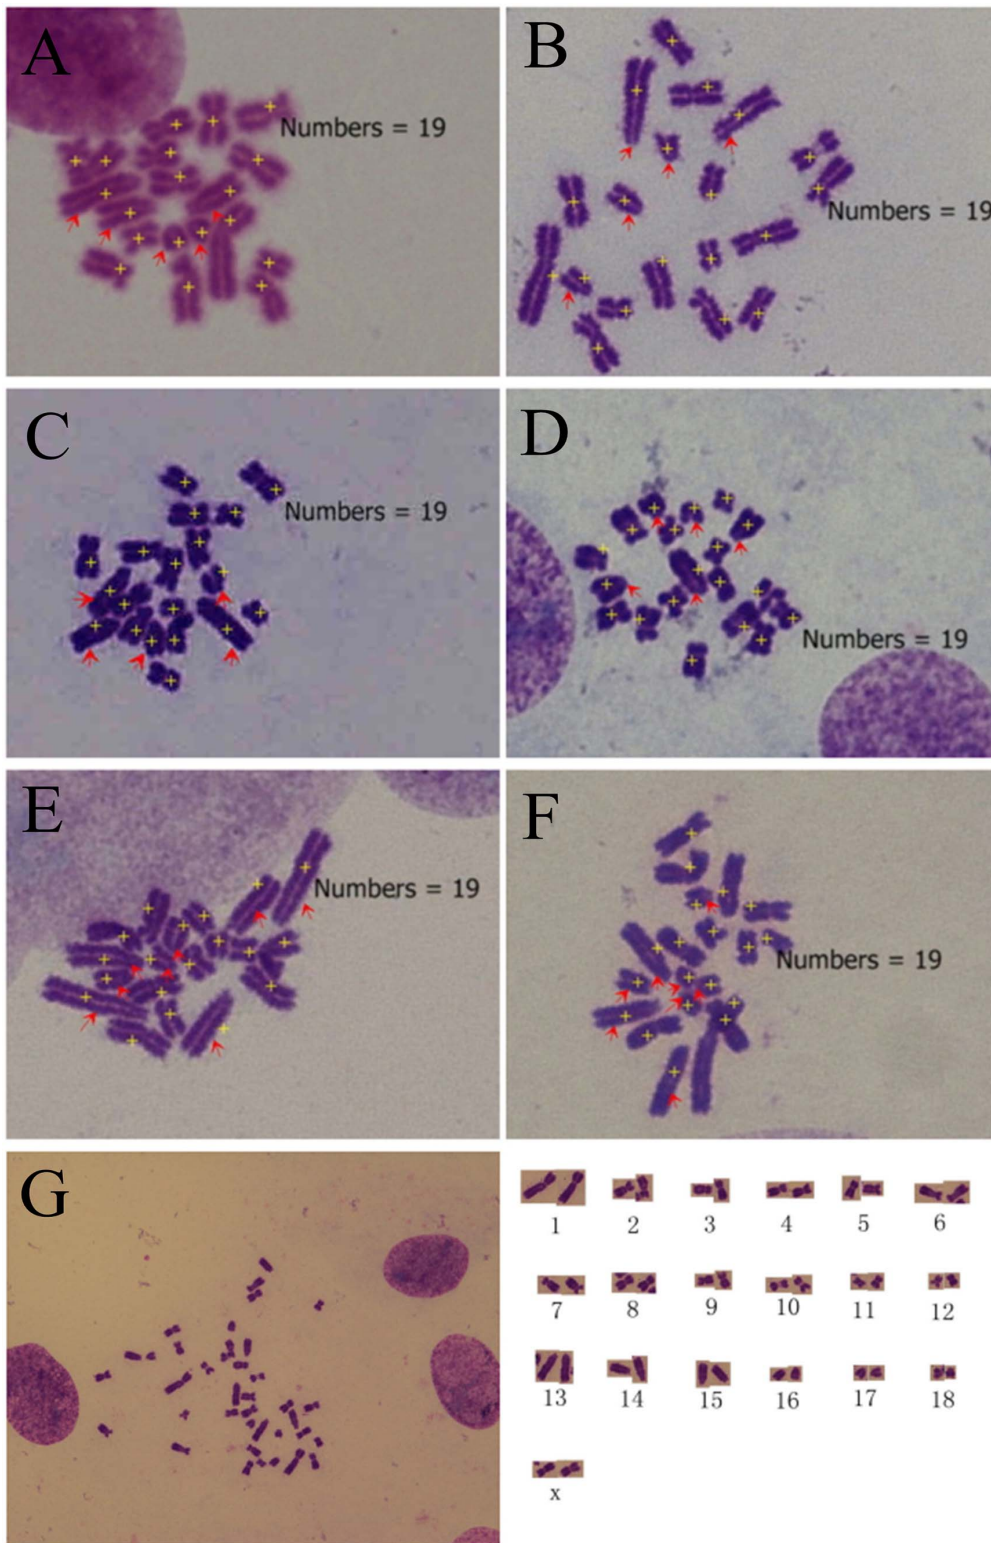 A
Numbers = 19
B
Numbers = 19
C
Numbers = 19
D
Numbers = 19
E
Numbers = 19
F
Numbers = 19
G
1 2 3 4 5 6
7 8 9 10 11 12
13 14 15 16 17 18
x